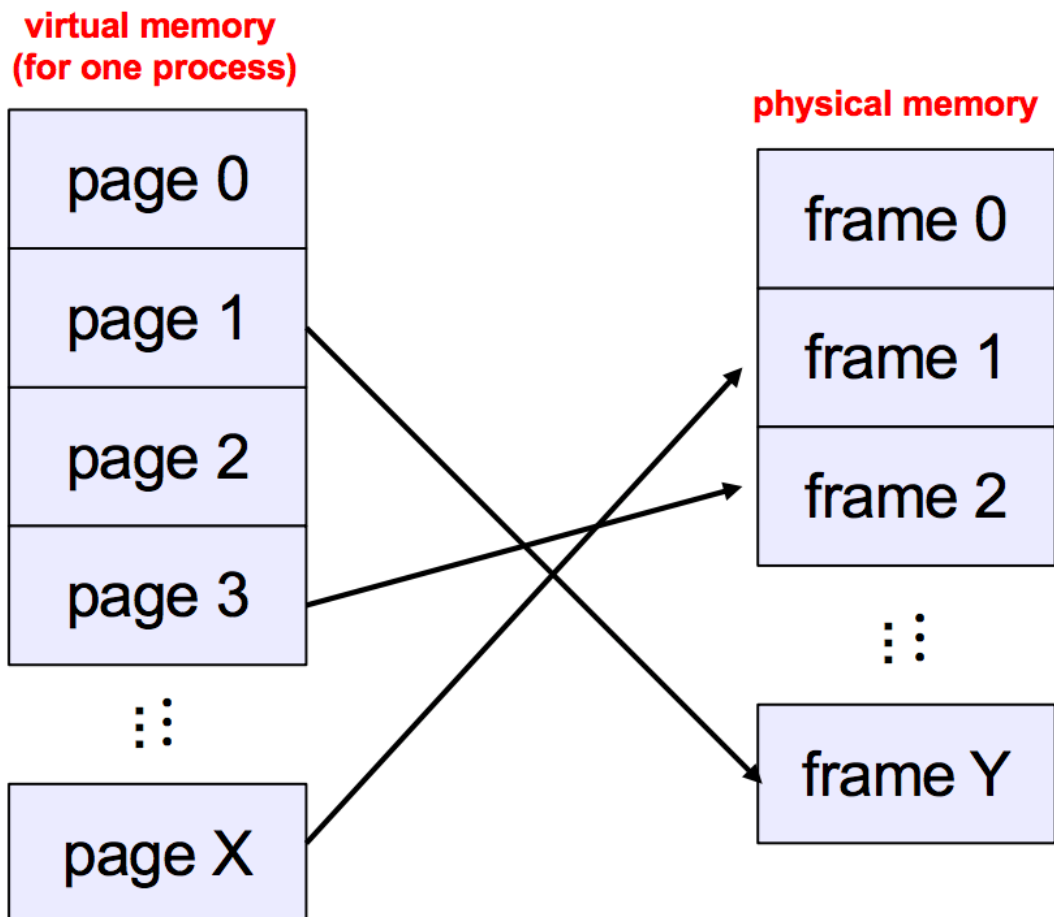 virtual memory
(for one process)
page 0
page 1
page 2
page 3
page X
physical memory
frame 0
frame 1
frame 2
frame Y